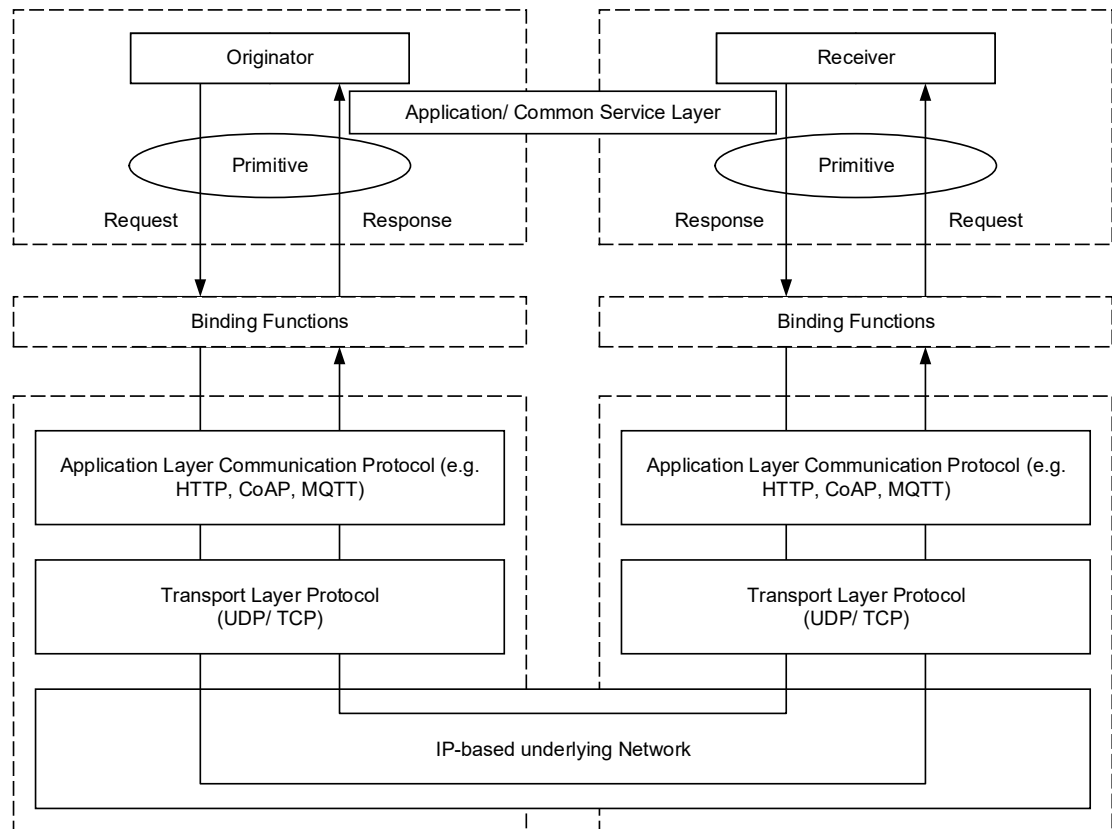 Originator
Receiver
Application/ Common Service Layer
Primitive
Primitive
Request
Response
Response
Request
Binding Functions
Binding Functions
Application Layer Communication Protocol (e.g.
HTTP, CoAP, MQTT)
Application Layer Communication Protocol (e.g.
HTTP, CoAP, MQTT)
Transport Layer Protocol
(UDP/ TCP)
Transport Layer Protocol
(UDP/ TCP)
IP-based underlying Network